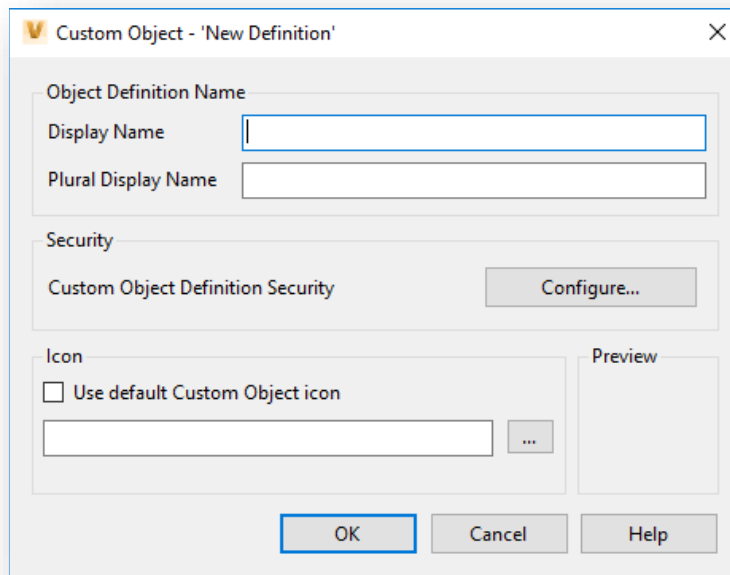 Custom Object - 'New Definition'
Object Definition Name
Display Name
Plural Display Name
Security
Custom Object Definition Security
Configure...
Icon
Preview
Use default Custom Object icon
...
OK
Cancel
Help